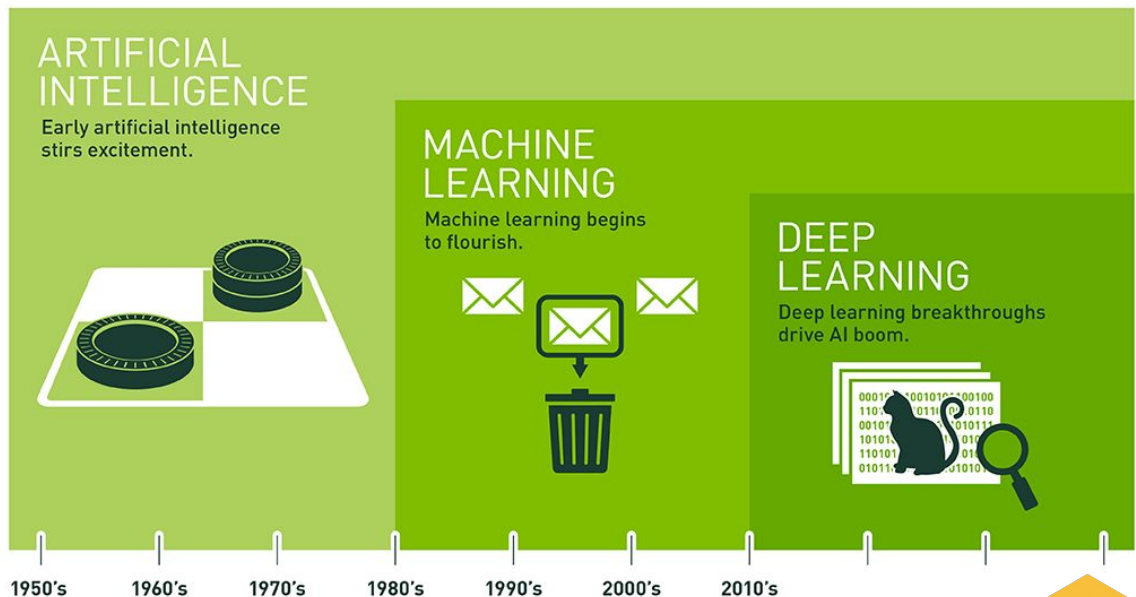 ARTIFICIAL
INTELLIGENCE
Early artificial intelligence
stirs excitement.
MACHINE
LEARNING
Machine learning begins
to flourish.
DEEP
LEARNING
Deep learning breakthroughs
drive AI boom.
1950's 1960's 1970's 1980's 1990's 2000's 2010's